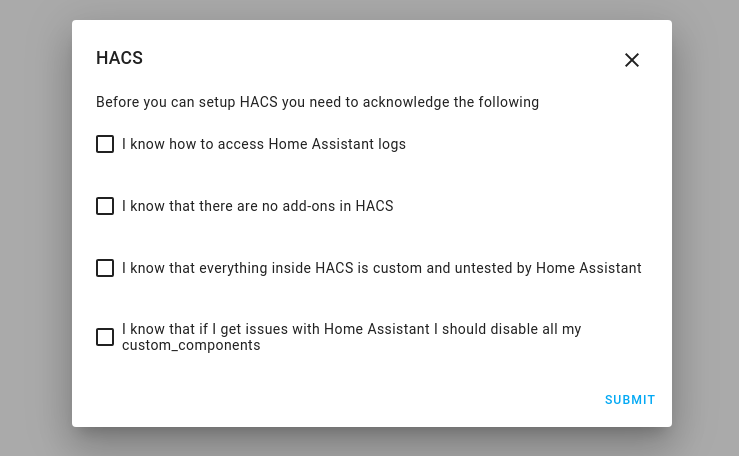 HACS
Before you can setup HACS you need to acknowledge the following
I know how to access Home Assistant logs
I know that there are no add-ons in HACS
I know that everything inside HACS is custom and untested by Home Assistant
I know that if I get issues with Home Assistant I should disable all my
custom_components
SUBMIT